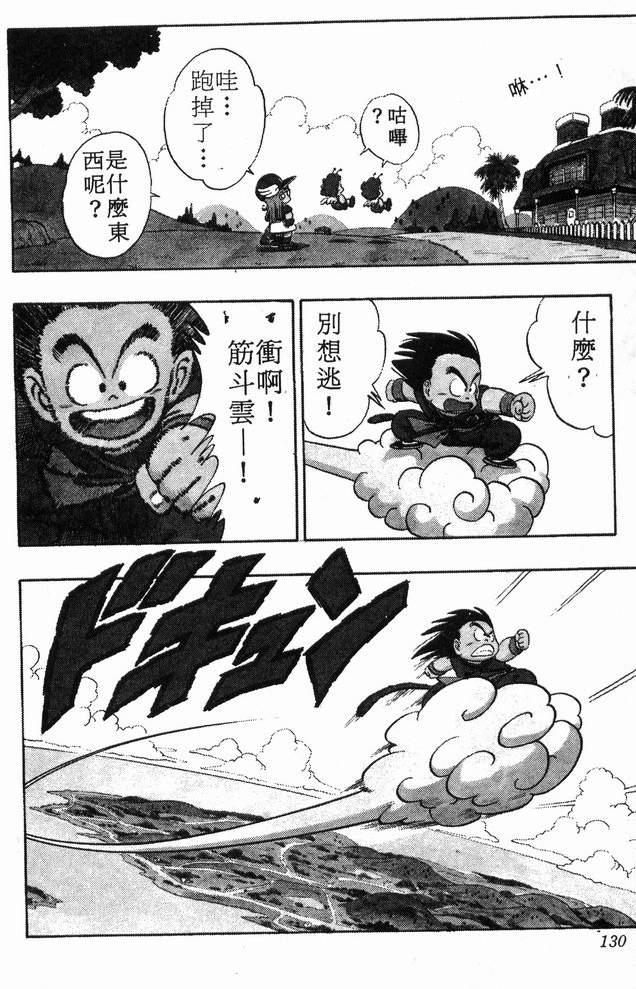 咻…！
咕嗶
？
哇…
跑掉了…
是什麼東
西呢？
什麼？
別想逃！
衝啊！
筋斗雲—！
ドキュン
130